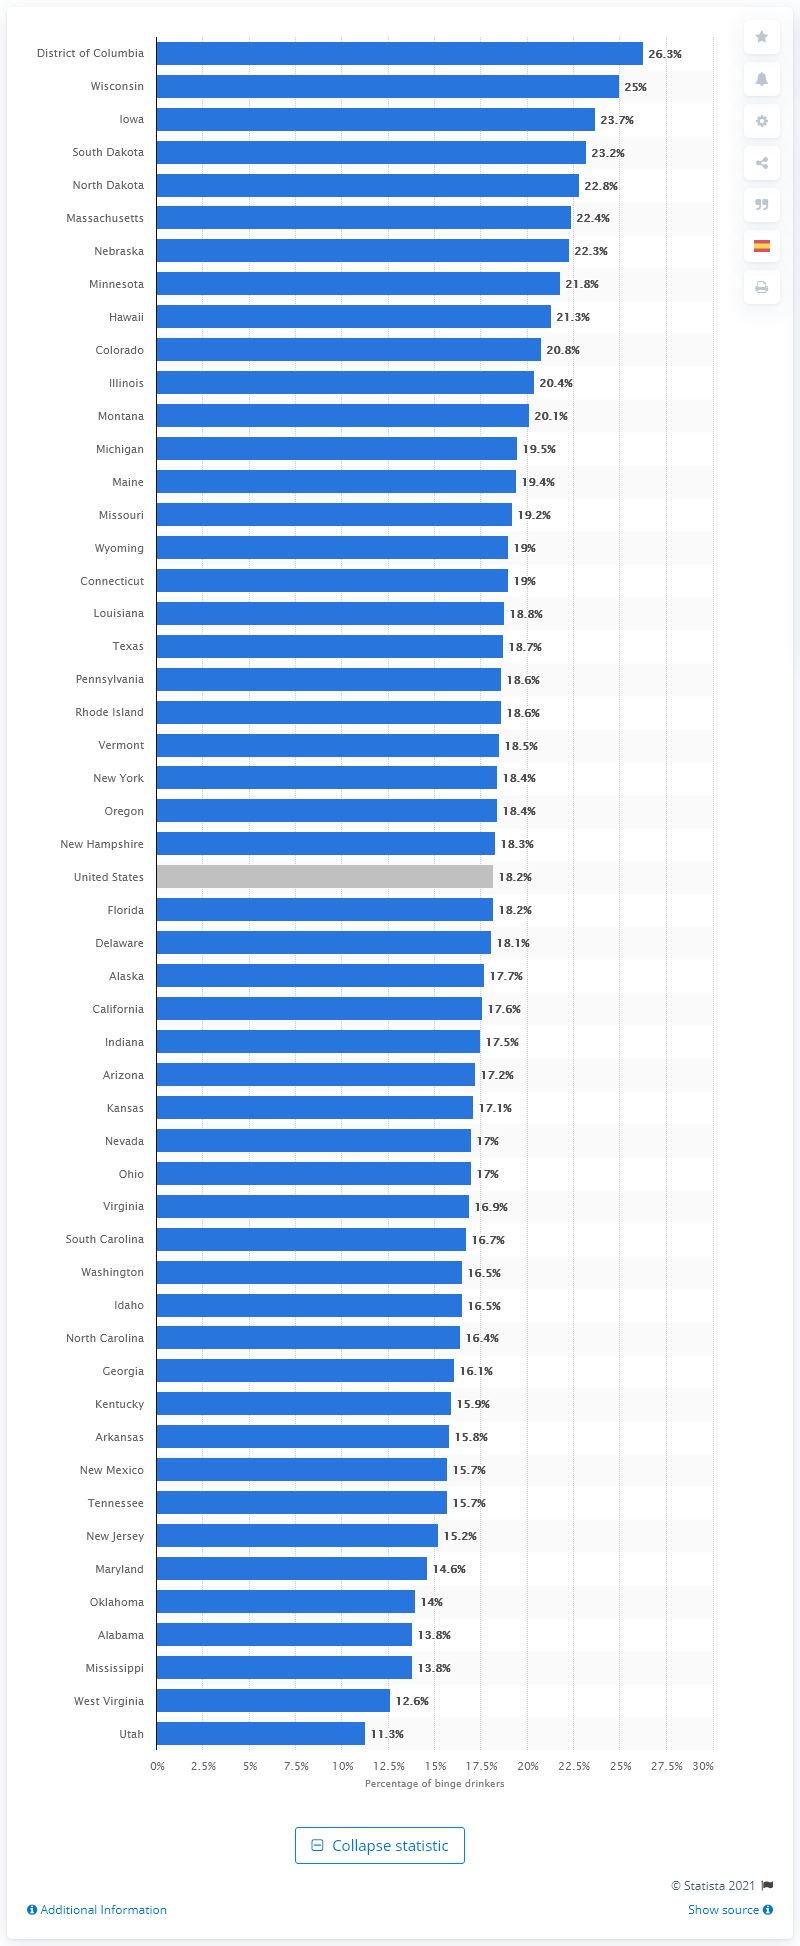 District of Columbia 26.3%
Wisconsin 25%
Iowa 23.7%
South Dakota 23.2%
North Dakota 22.8%
Massachusetts 22.4%
Nebraska 22.3%
Minnesota 21.8%
Hawaii 21.3%
Colorado 20.8%
Illinois 20.4%
Montana 20.1%
Michigan 19.5%
Maine 19.4%
Missouri 19.2%
Wyoming 19%
Connecticut 19%
Louisiana 18.8%
Texas 18.7%
Pennsylvania 18.6%
Rhode Island 18.6%
Vermont 18.5%
New York 18.4%
Oregon 18.4%
New Hampshire 18.3%
United States 18.2%
Florida 18.2%
Delaware 18.1%
Alaska 17.7%
California 17.6%
Indiana 17.5%
Arizona 17.2%
Kansas 17.1%
Nevada 17%
Ohio 17%
Virginia 16.9%
South Carolina 16.7%
Washington 16.5%
Idaho 16.5%
North Carolina 16.4%
Georgia 16.1%
Kentucky 15.9%
Arkansas 15.8%
New Mexico 15.7%
Tennessee 15.7%
New Jersey 15.2%
Maryland 14.6%
Oklahoma 14%
Alabama 13.8%
Mississippi 13.8%
West Virginia 12.6%
Utah 11.3%
0% 2.5% 5% 7.5% 10% 12.5% 15% 17.5% 20% 22.5% 25% 27.5% 30%
Percentage of binge drinkers
Collapse statistic
© Statista 2021
Additional Information Show source